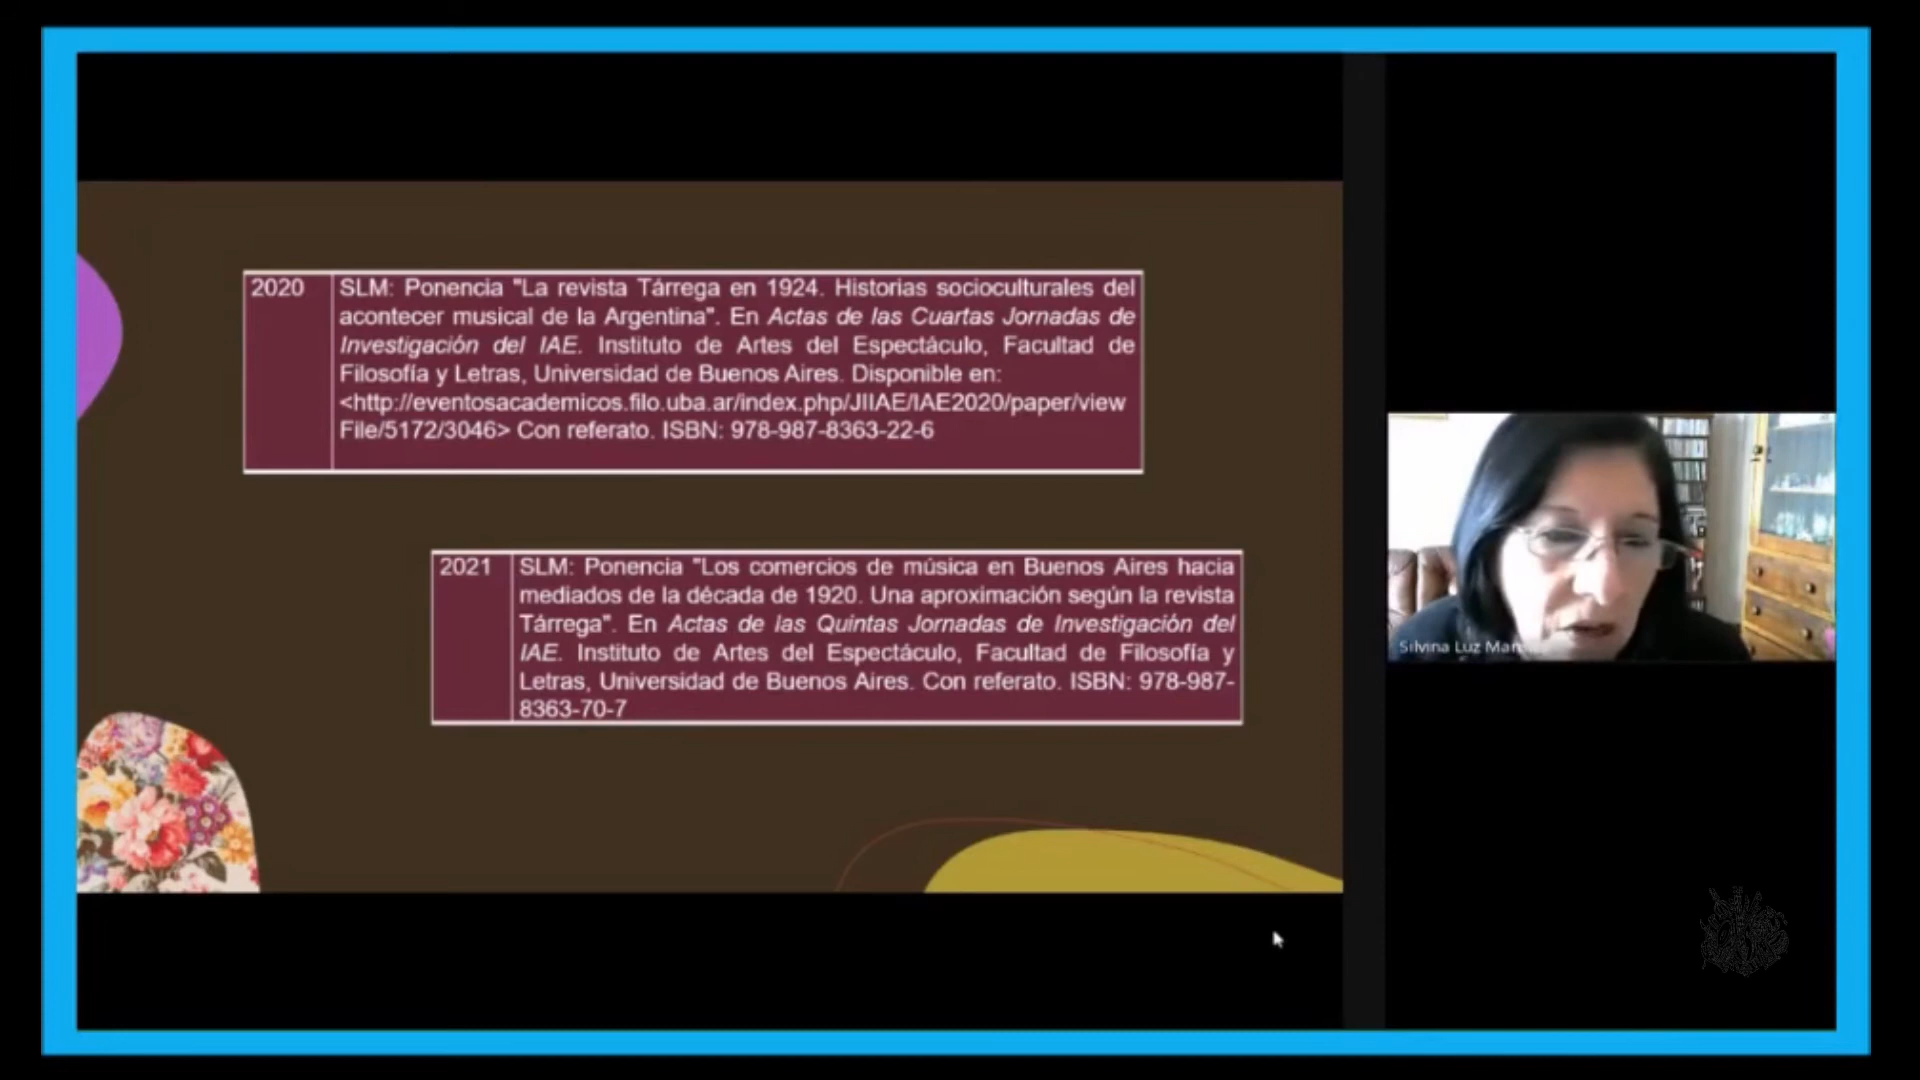 2020
SLM: Ponencia "La revista Tárrega en 1924. Historias socioculturales del
acontecer musical de la Argentina". En Actas de las Cuartas Jornadas de
Investigación del IAE. Instituto de Artes del Espectáculo, Facultad de
Filosofía y Letras, Universidad de Buenos Aires. Disponible en:
<http://eventosacademicos.filo.uba.ar/index.php/JIIAE/IAE2020/paper/view
File/5172/3046> Con referato. ISBN: 978-987-8363-22-6
2021
SLM: Ponencia "Los comercios de música en Buenos Aires hacia
mediados de la década de 1920. Una aproximación según la revista
Tárrega". En Actas de las Quintas Jornadas de Investigación del
IAE. Instituto de Artes del Espectáculo, Facultad de Filosofía y
Letras, Universidad de Buenos Aires. Con referato. ISBN: 978-987-
8363-70-7
Silvina Luz